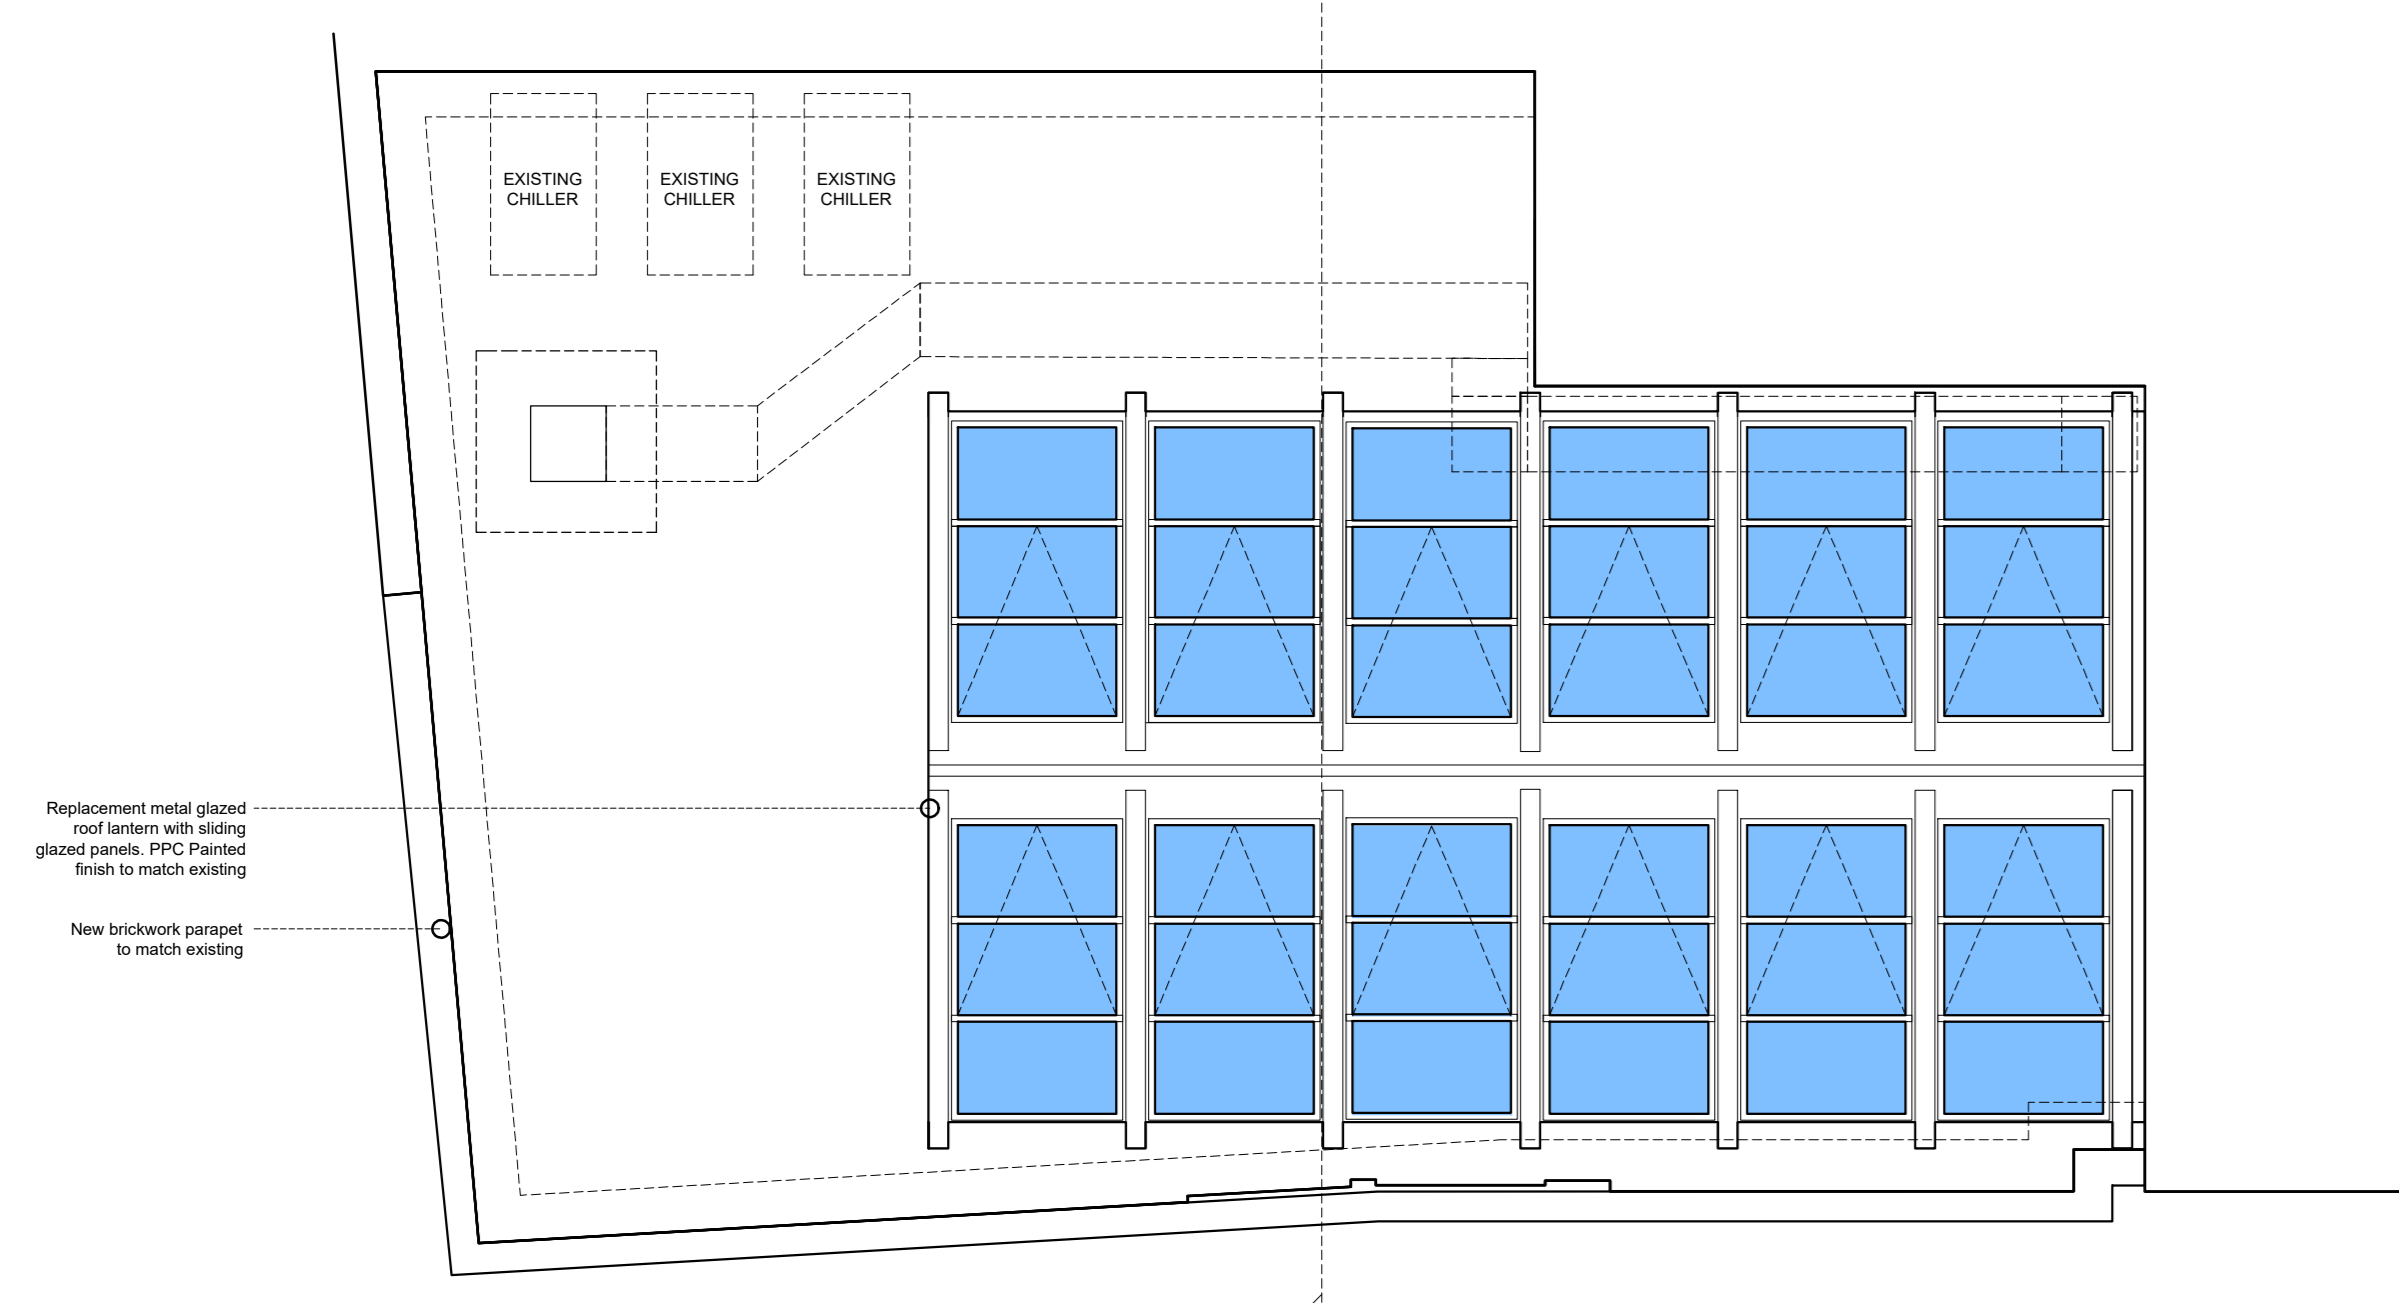 EXISTING
CHILLER
EXISTING
CHILLER
EXISTING
CHILLER
Replacement metal glazed
roof lantern with sliding
glazed panels. PPC Painted
finish to match existing
New brickwork parapet
to match existing